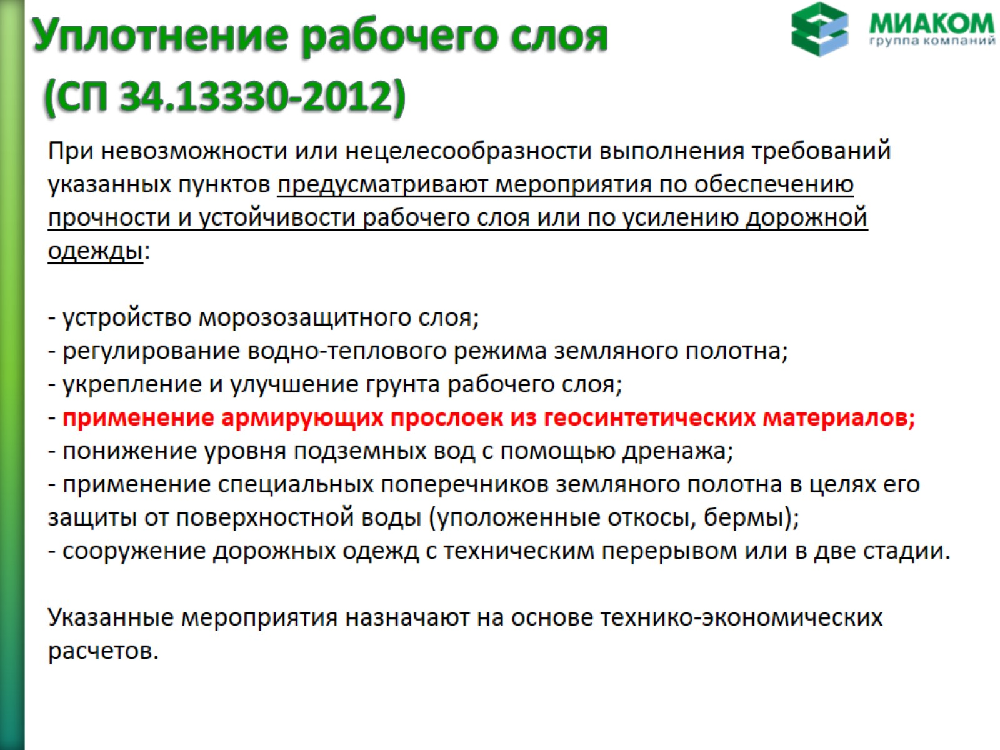 Уплотнение рабочего слоя
МИАКОМ
группа компаний
(СП 34.13330-2012)
При невозможности или нецелесообразности выполнения требований
указанных пунктов предусматривают мероприятия по обеспечению
прочности и устойчивости рабочего слоя или по усилению дорожной
одежды:
- устройство морозозащитного слоя;
- регулирование водно-теплового режима земляного полотна;
- укрепление и улучшение грунта рабочего слоя;
- применение армирующих прослоек из геосинтетических материалов;
- понижение уровня подземных вод с помощью дренажа;
- применение специальных поперечников земляного полотна в целях его
защиты от поверхностной воды (уположенные откосы, бермы);
- сооружение дорожных одежд с техническим перерывом или в две стадии.
Указанные мероприятия назначают на основе технико-экономических
расчетов.